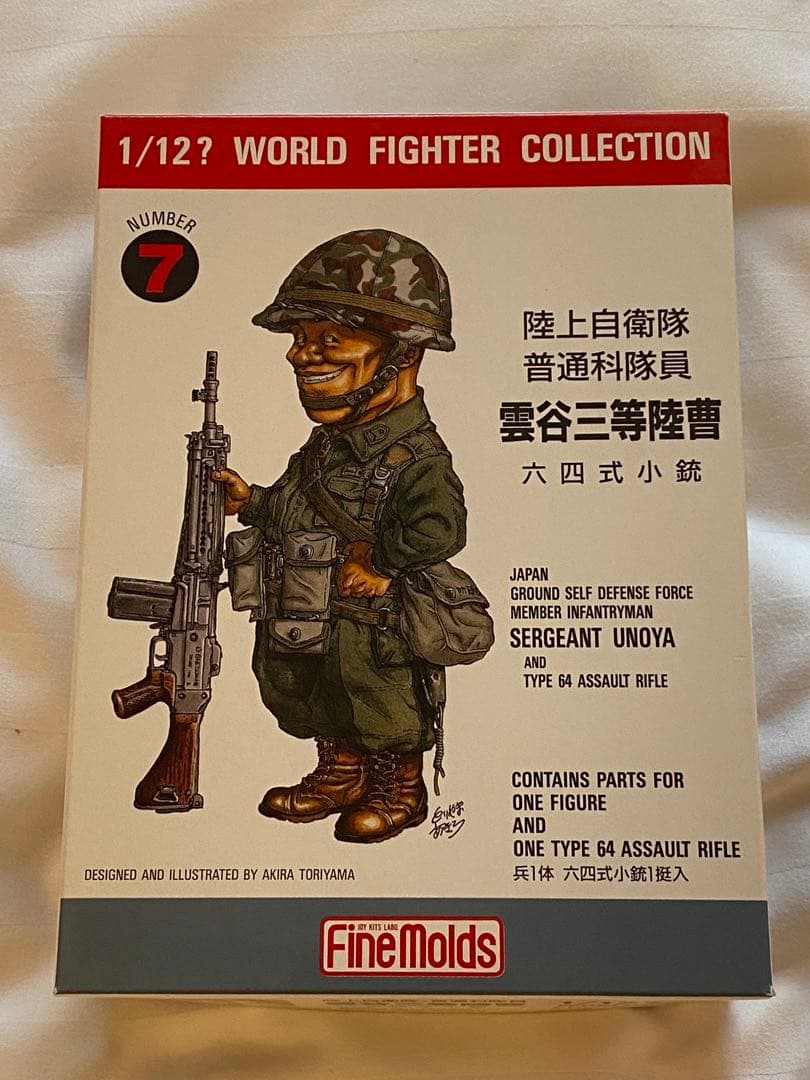 1/12? WORLD FIGHTER COLLECTION
NUMBER
7
陸上自衛隊
普通科隊員
雲谷三等陸曹
六四式小銃
JAPAN
GROUND SELF DEFENSE FORCE
MEMBER INFANTRYMAN
SERGEANT UNOYA
AND
TYPE 64 ASSAULT RIFLE
CONTAINS PARTS FOR
ONE FIGURE
AND
ONE TYPE 64 ASSAULT RIFLE
兵1体 六四式小銃1挺入
DESIGNED AND ILLUSTRATED BY AKIRA TORIYAMA
JOY KITS LABO.
FineMolds